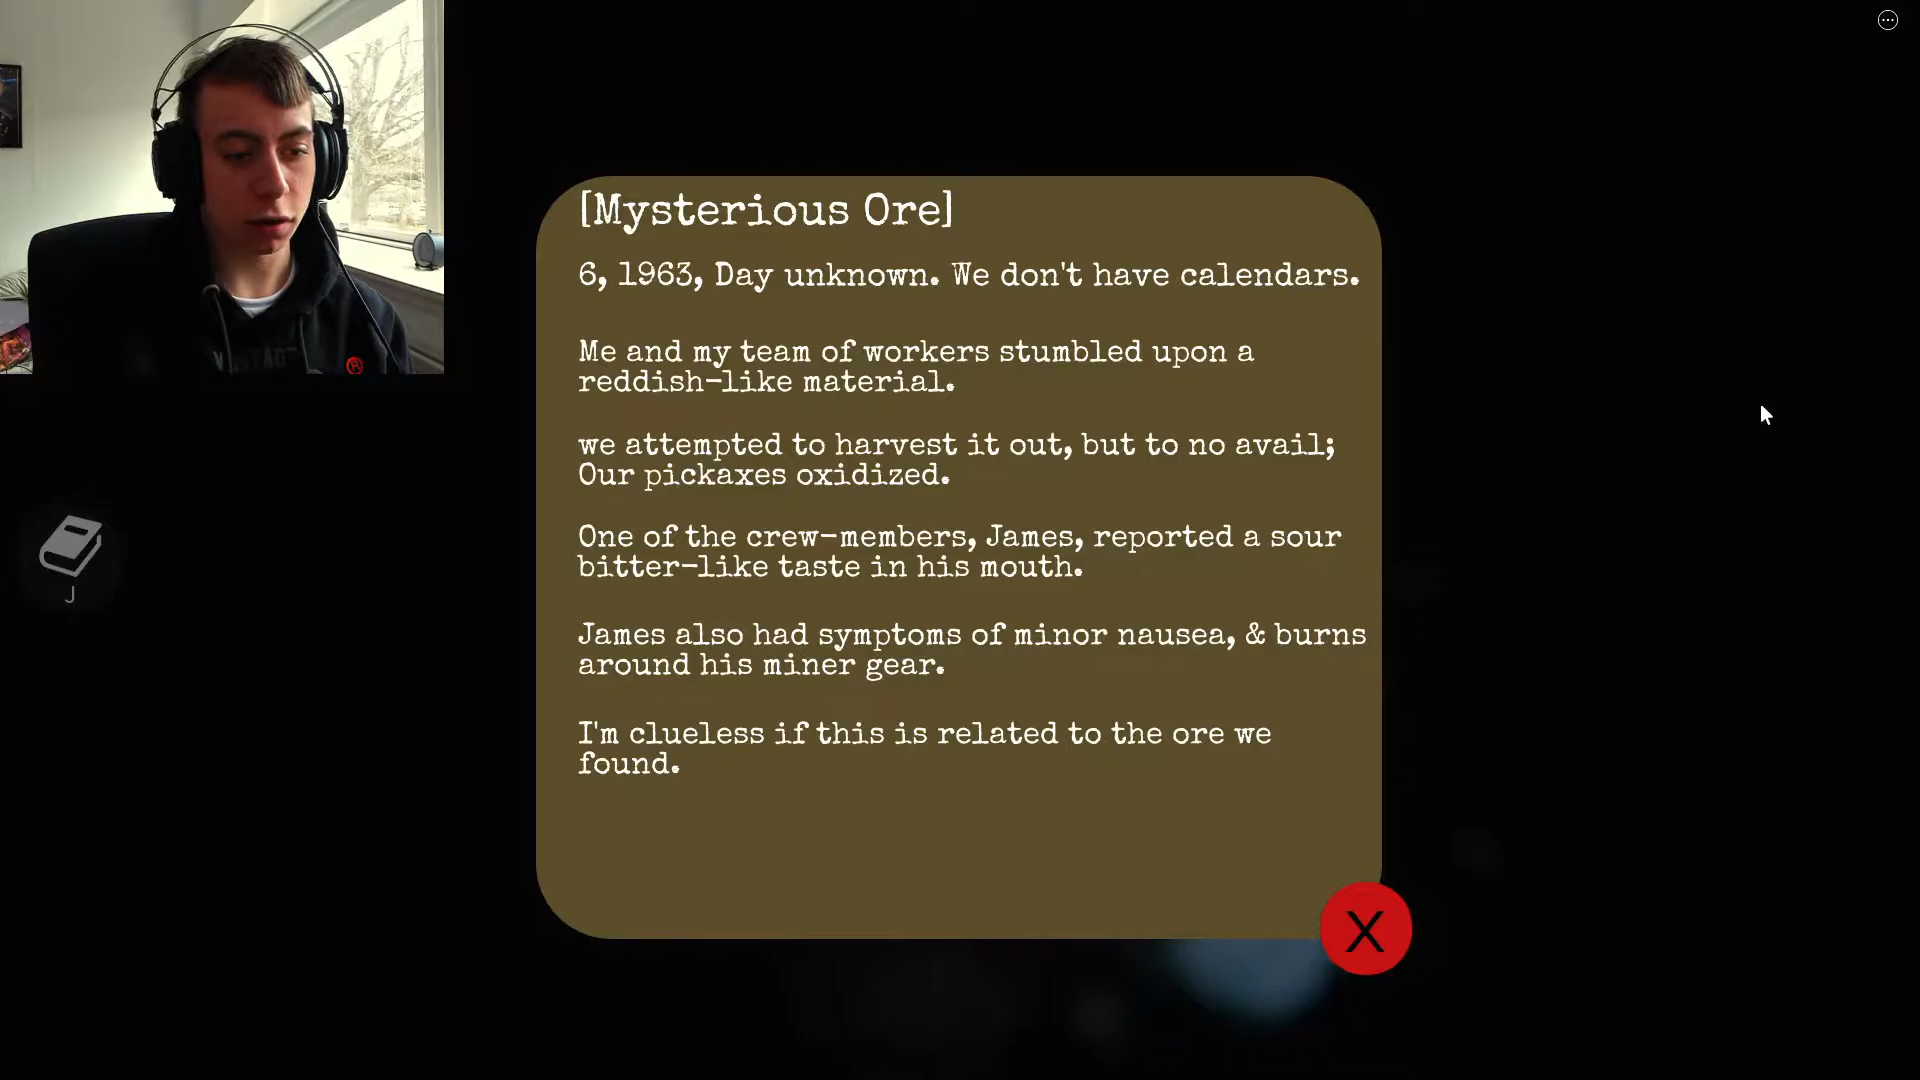 [Mysterious Ore]
6, 1963, Day unknown. We don't have calendars.
Me and my team of workers stumbled upon a
reddish-like material.
we attempted to harvest it out, but to no avail;
Our pickaxes oxidized.
One of the crew-members, James, reported a sour
bitter-like taste in his mouth.
James also had symptoms of minor nausea, & burns
around his miner gear.
I'm clueless if this is related to the ore we
found.
X
J
®